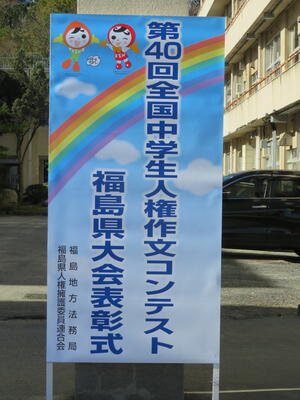 第40回全国中学生人権作文コンテスト
福島県大会表彰式
福島地方法務局
福島県人権擁護委員連合会